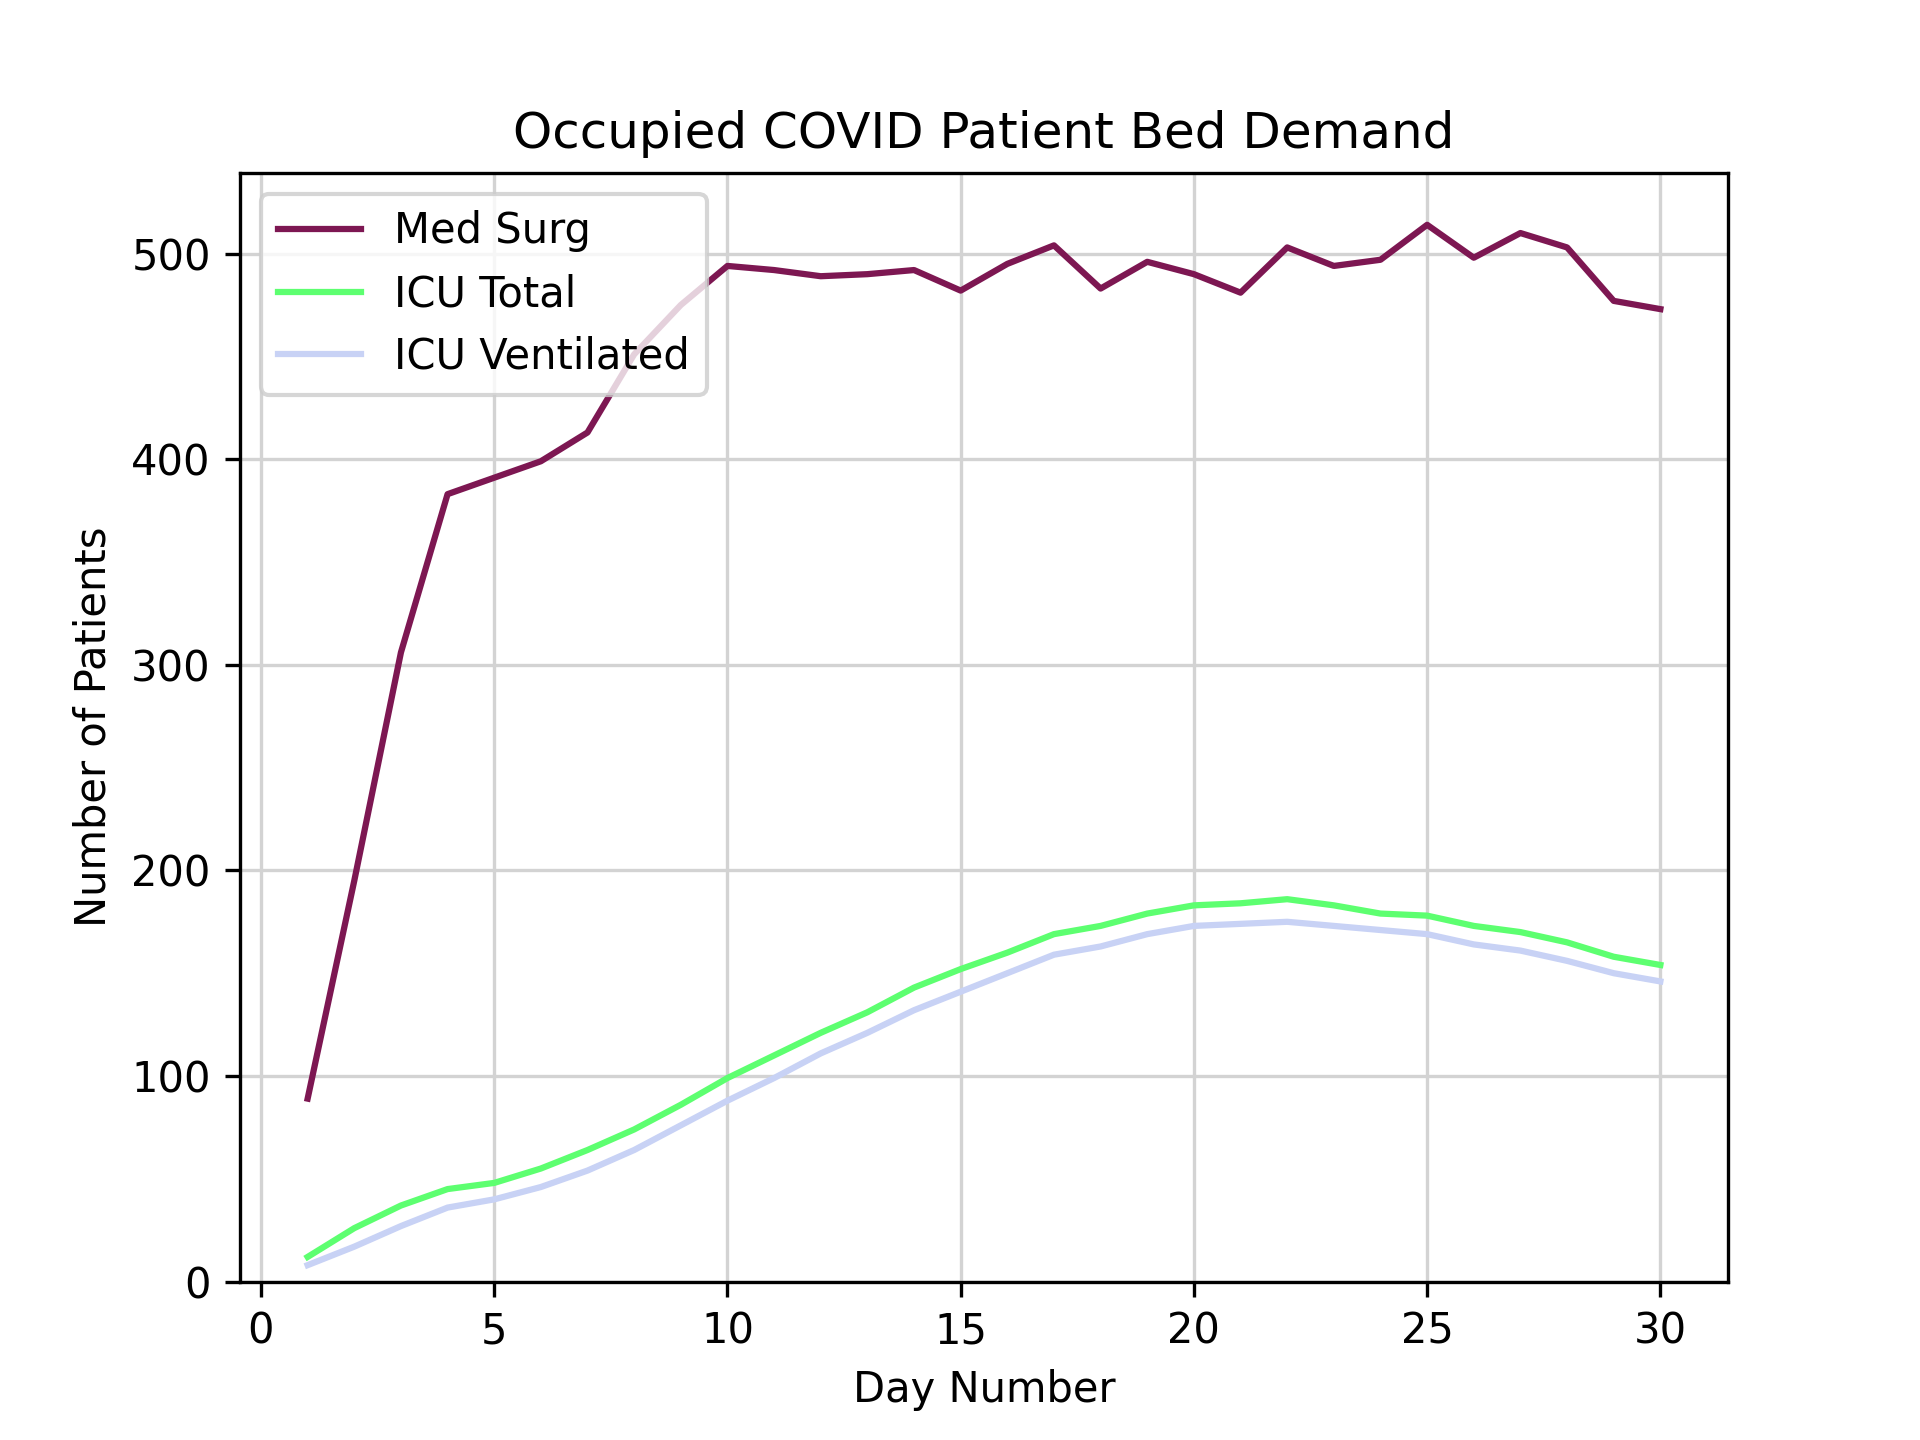 Occupied COVID Patient Bed Demand
Med Surg
ICU Total
ICU Ventilated
Number of Patients
500
400
300
200
100
0
0 5 10 15 20 25 30
Day Number